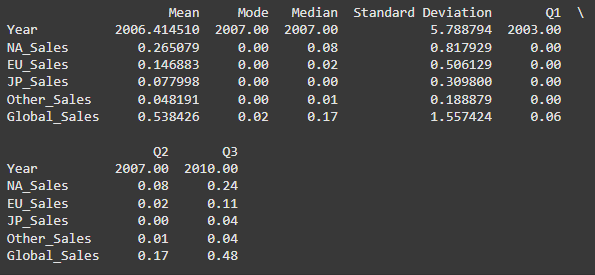 Mean Mode Median Standard Deviation Q1 \
Year 2006.414510 2007.00 2007.00 5.788794 2003.00
NA_Sales 0.265079 0.00 0.08 0.817929 0.00
EU_Sales 0.146883 0.00 0.02 0.506129 0.00
JP_Sales 0.077998 0.00 0.00 0.309800 0.00
Other_Sales 0.048191 0.00 0.01 0.188879 0.00
Global_Sales 0.538426 0.02 0.17 1.557424 0.06
Q2 Q3
Year 2007.00 2010.00
NA_Sales 0.08 0.24
EU_Sales 0.02 0.11
JP_Sales 0.00 0.04
Other_Sales 0.01 0.04
Global_Sales 0.17 0.48